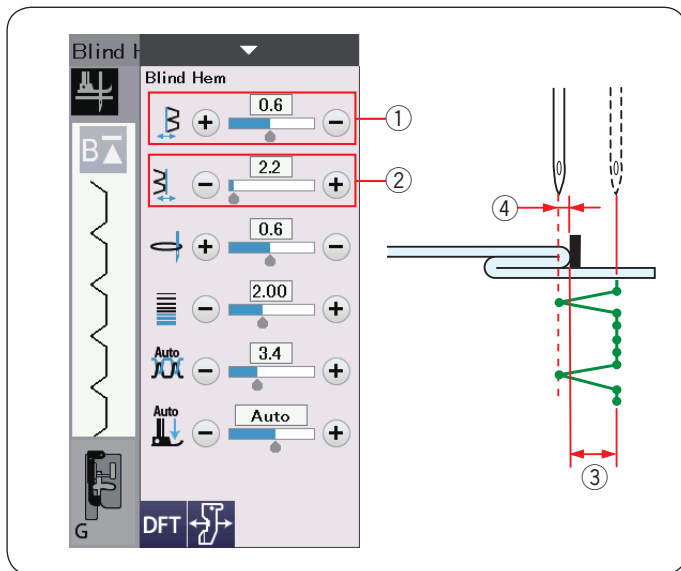 Blind H
Blind Hem
+ 0.6 −
①
B
− 2.2 +
②
④
+ 0.6 −
− 2.00 +
Auto
− 3.4 +
Auto
− Auto +
③
G
DFT